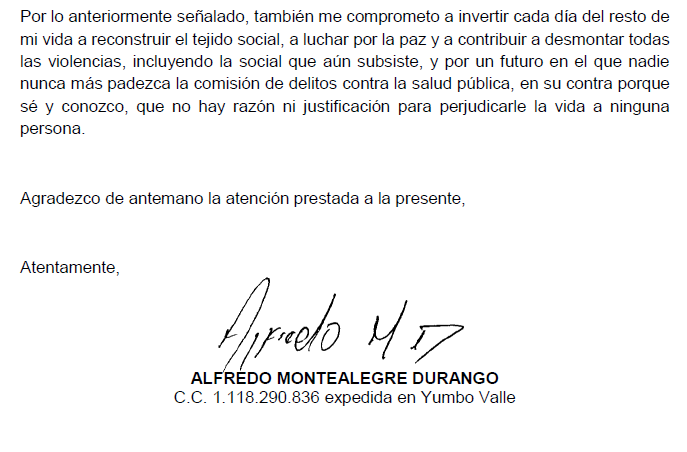 Por lo anteriormente señalado, también me comprometo a invertir cada día del resto de
mi vida a reconstruir el tejido social, a luchar por la paz y a contribuir a desmontar todas
las violencias, incluyendo la social que aún subsiste, y por un futuro en el que nadie
nunca más padezca la comisión de delitos contra la salud pública, en su contra porque
sé y conozco, que no hay razón ni justificación para perjudicarle la vida a ninguna
persona.
Agradezco de antemano la atención prestada a la presente,
Atentamente,
Alfredo M D
ALFREDO MONTEALEGRE DURANGO
C.C. 1.118.290.836 expedida en Yumbo Valle